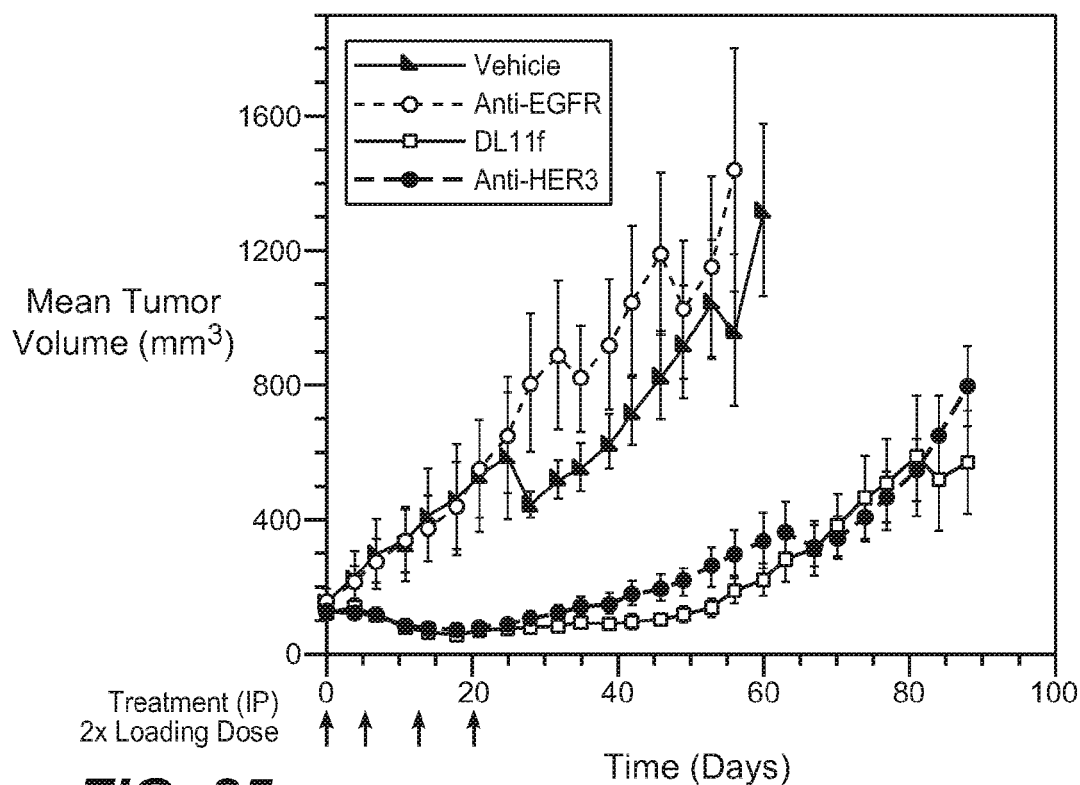 Vehicle
Anti-EGFR
DL11f
Anti-HER3
1600
1200
800
400
0
Mean Tumor
Volume (mm3)
0 20 40 60 80 100
Treatment (IP)
2x Loading Dose
Time (Days)